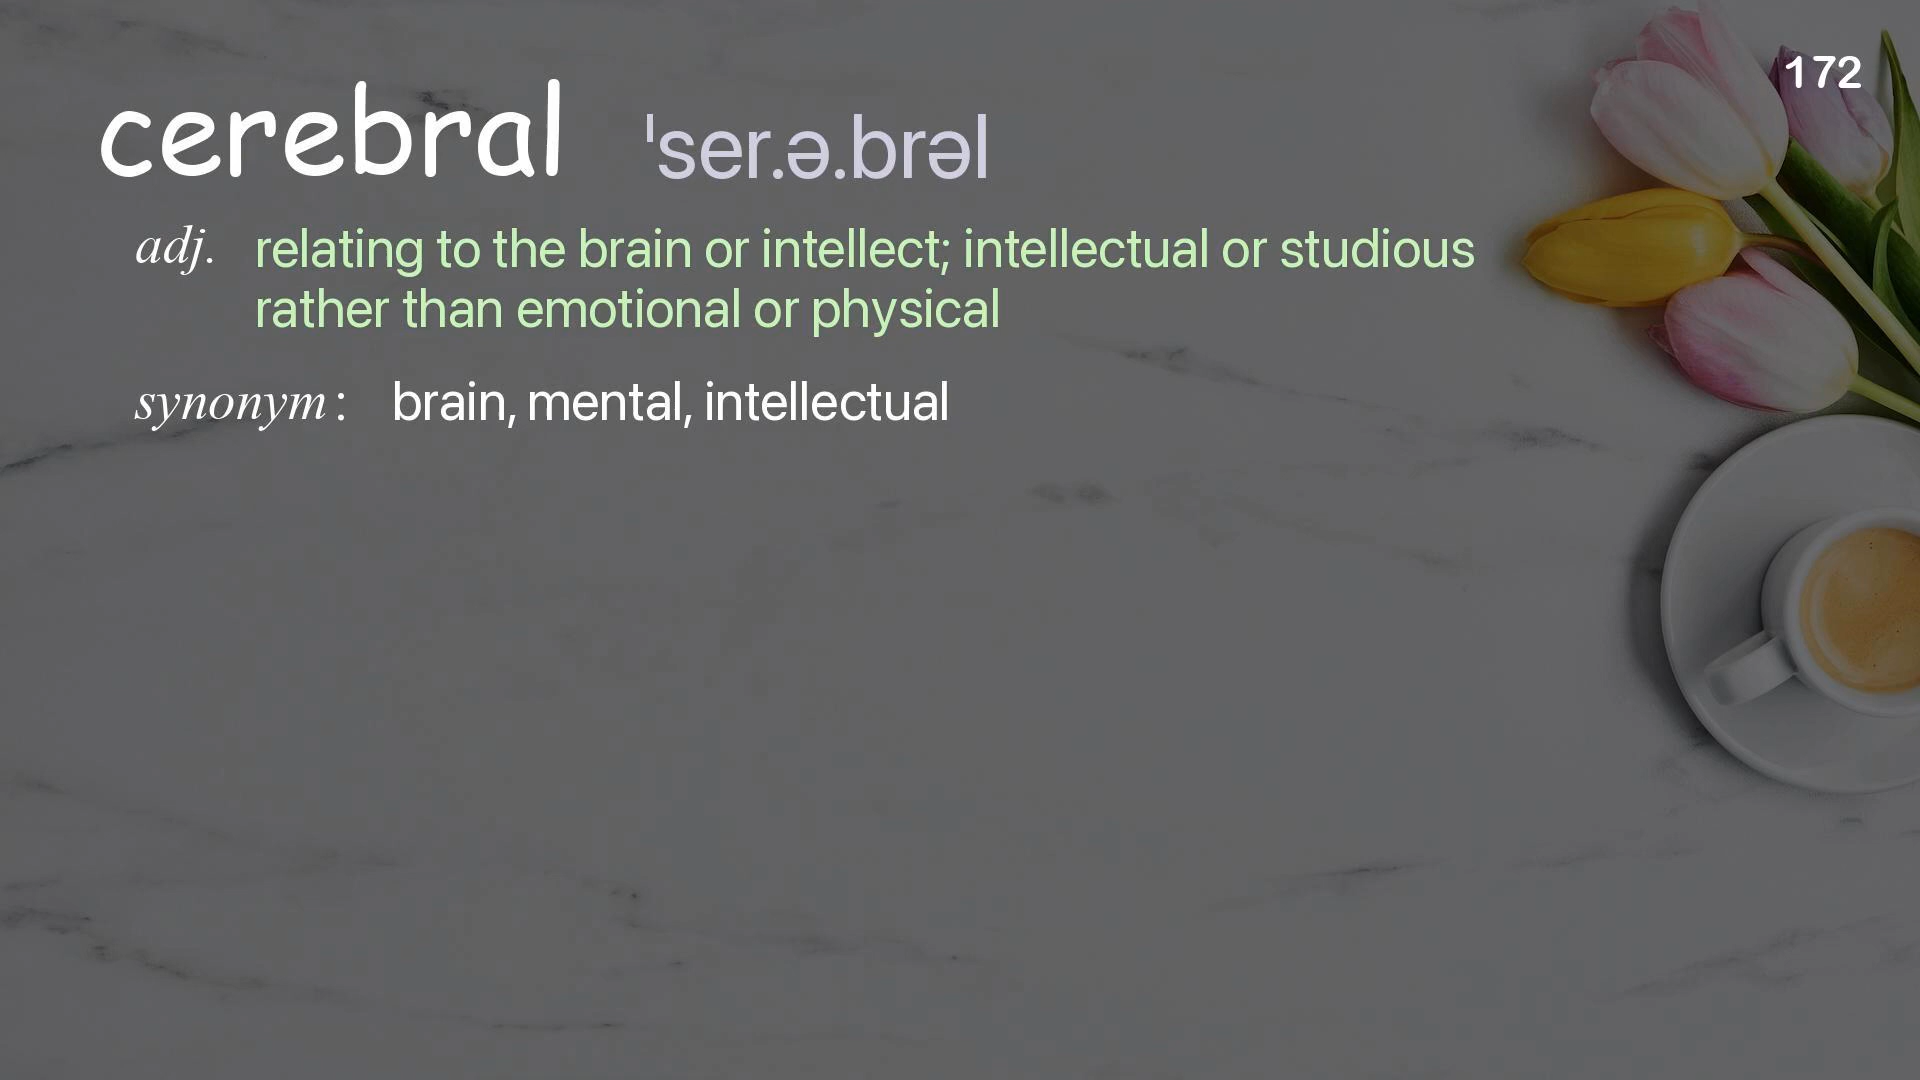 172
cerebral ˈser.ə.brəl
adj. relating to the brain or intellect; intellectual or studious
rather than emotional or physical
synonym : brain, mental, intellectual